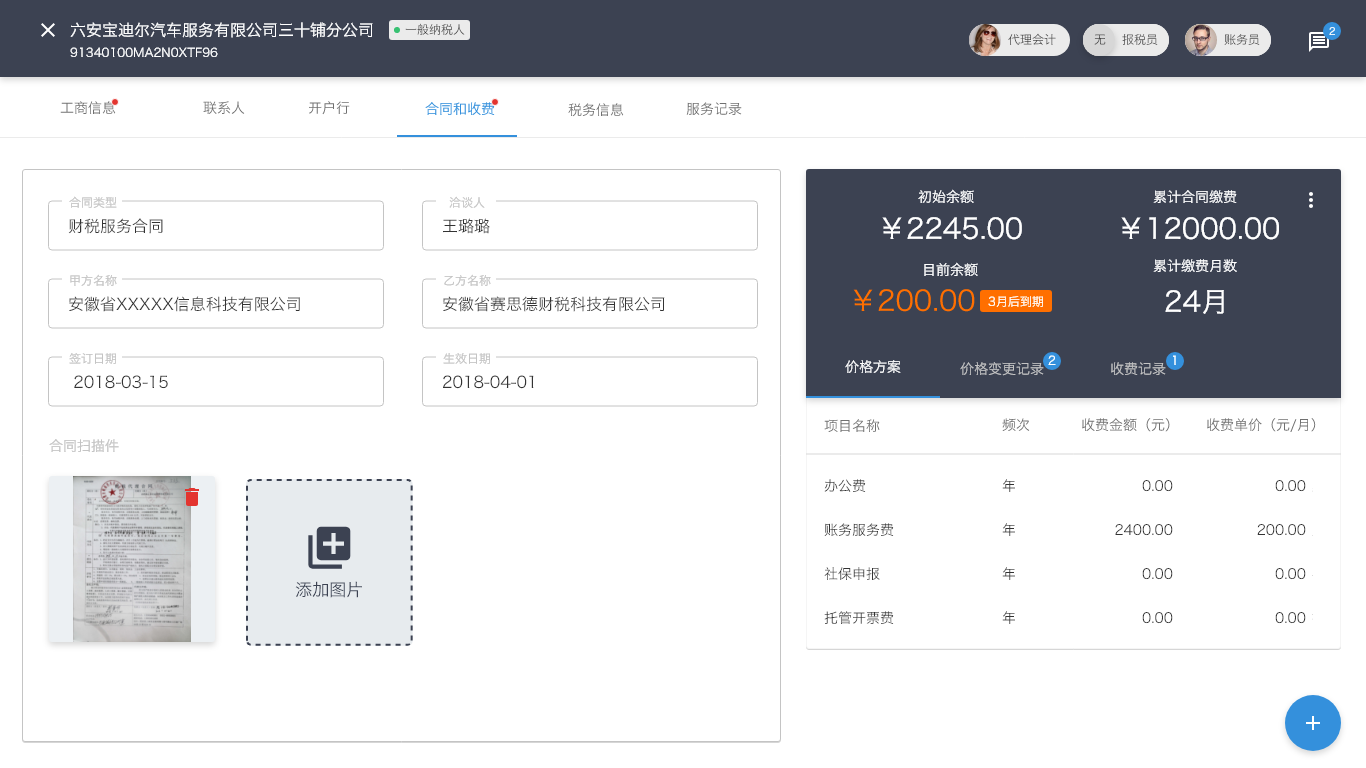 六安宝迪尔汽车服务有限公司三十铺分公司
一般纳税人
91340100MA2N0XTF96
代理会计
无
报税员
账务员
2
工商信息
联系人
开户行
合同和收费
税务信息
服务记录
合同类型
财税服务合同
洽谈人
王璐璐
甲方名称
安徽省XXXXX信息科技有限公司
乙方名称
安徽省赛思德财税科技有限公司
签订日期
2018-03-15
生效日期
2018-04-01
合同扫描件
添加图片
初始余额
￥2245.00
累计合同缴费
￥12000.00
目前余额
￥200.00
3月后到期
累计缴费月数
24月
价格方案
价格变更记录
2
收费记录
1
项目名称 频次 收费金额（元） 收费单价（元/月）
办公费 年 0.00 0.00
账务服务费 年 2400.00 200.00
社保申报 年 0.00 0.00
托管开票费 年 0.00 0.00